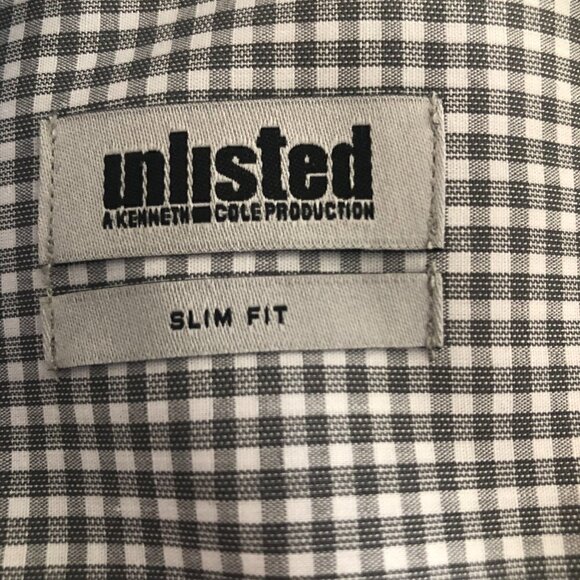 unlisted
A KENNETH COLE PRODUCTION
SLIM FIT